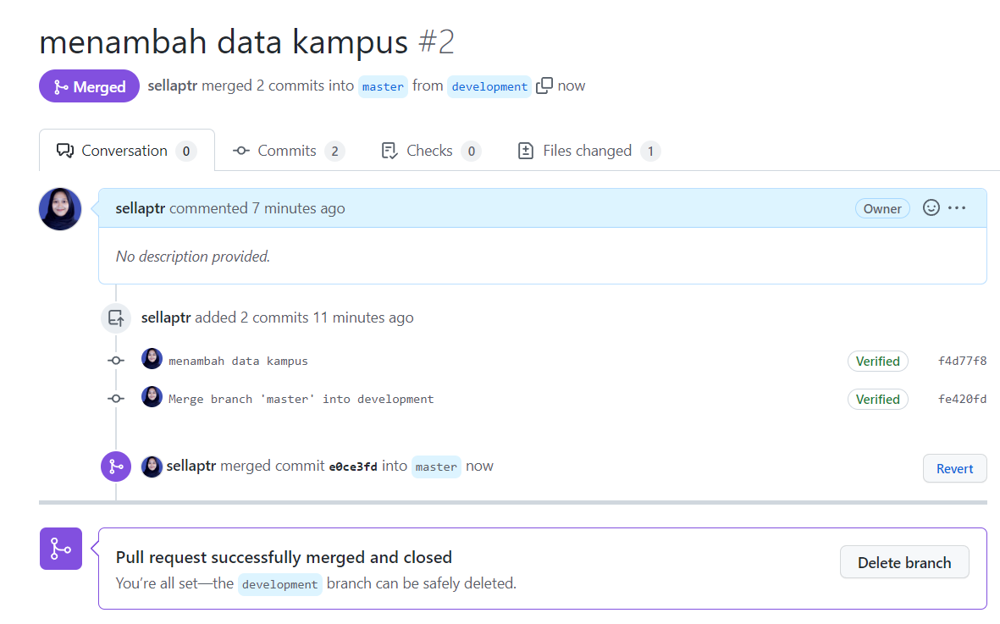 menambah data kampus #2
Merged sellaptr merged 2 commits into master from development now
Conversation 0 Commits 2 Checks 0 Files changed 1
sellaptr commented 7 minutes ago Owner
No description provided.
sellaptr added 2 commits 11 minutes ago
menambah data kampus Verified f4d77f8
Merge branch 'master' into development Verified fe420fd
sellaptr merged commit e0ce3fd into master now Revert
Pull request successfully merged and closed
You’re all set—the development branch can be safely deleted.
Delete branch